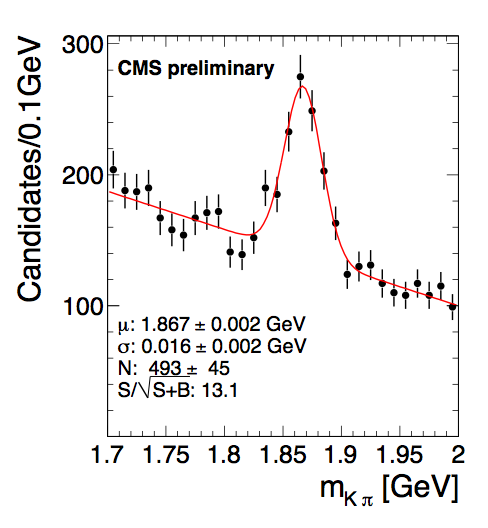 Candidates/0.1GeV
300
200
100
CMS preliminary
μ: 1.867 ± 0.002 GeV
σ: 0.016 ± 0.002 GeV
N: 493 ± 45
S/√S+B: 13.1
1.7 1.75 1.8 1.85 1.9 1.95 2
m_{K π} [GeV]